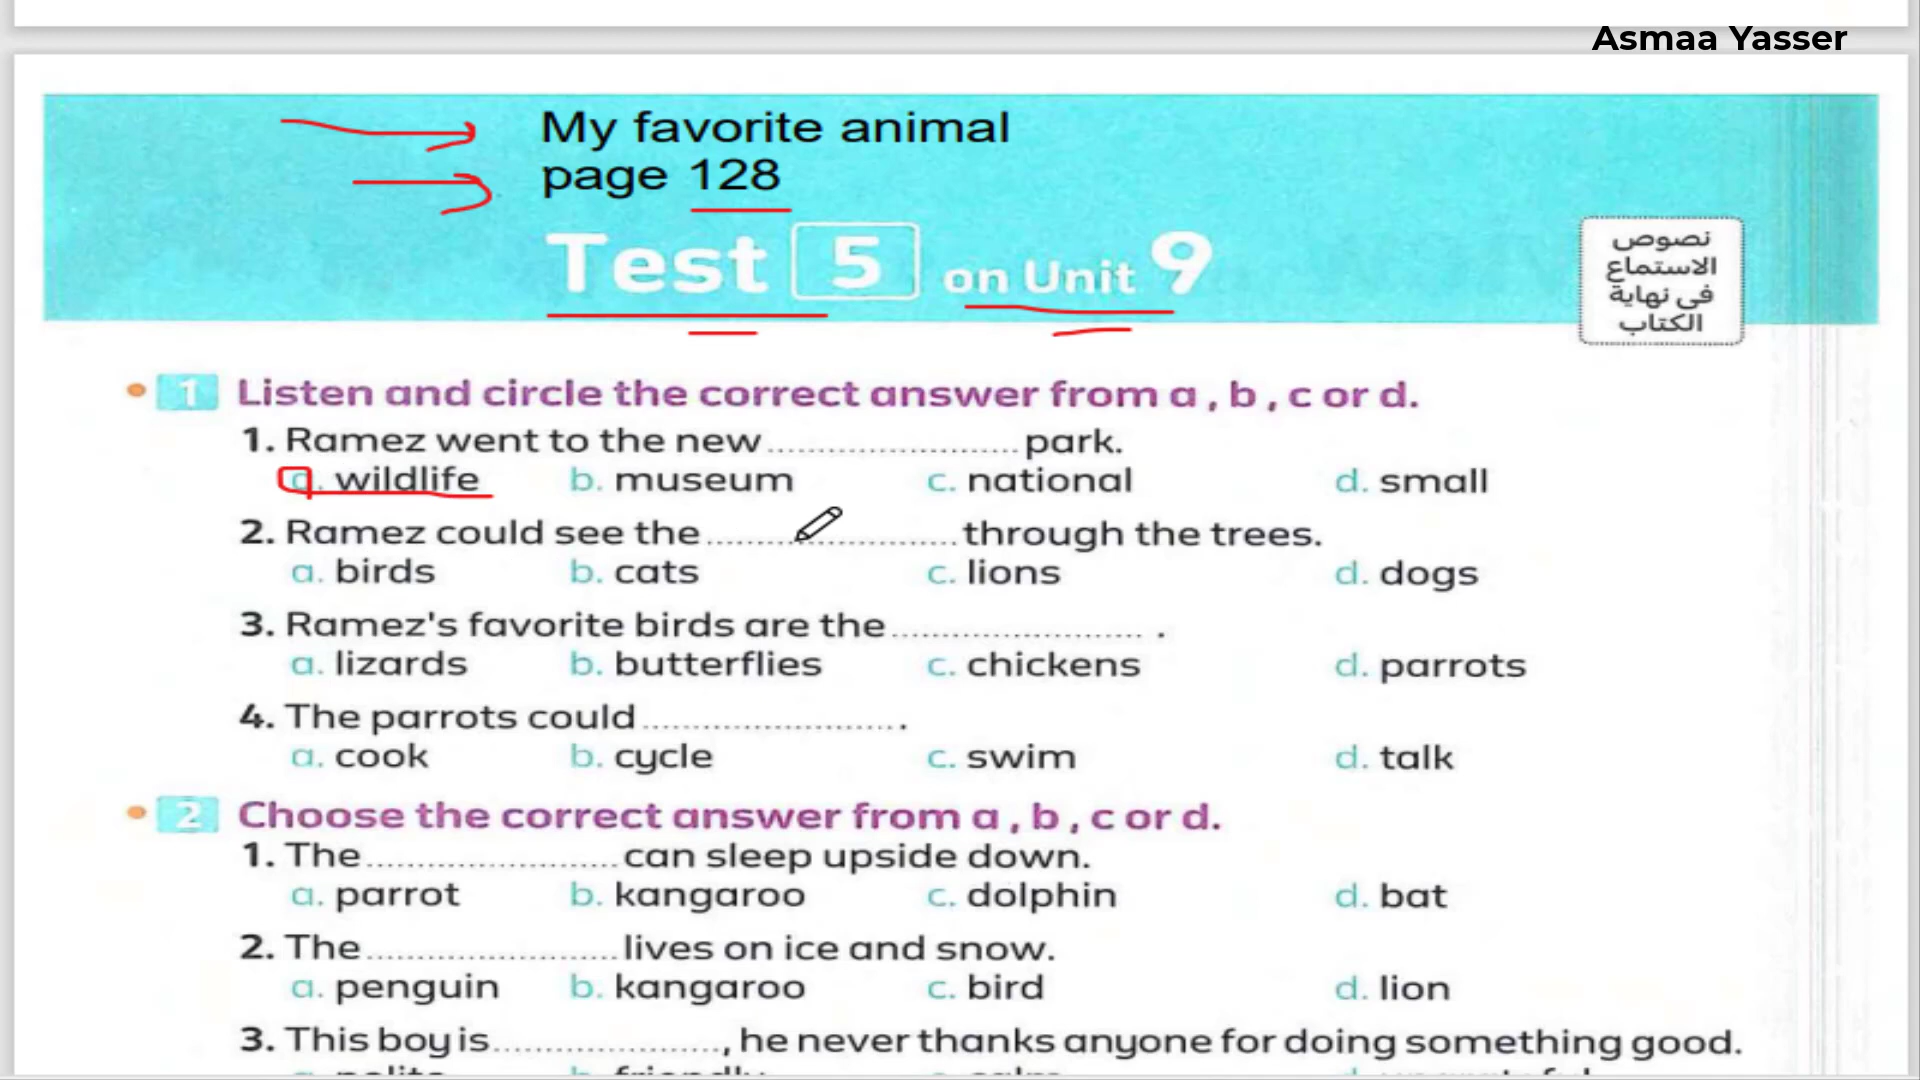 Asmaa Yasser
My favorite animal
page 128
Test 5 on Unit 9
نصوص
الاستماع
فى نهاية
الكتاب
1 Listen and circle the correct answer from a , b , c or d.
1. Ramez went to the new ........................ park.
a. wildlife b. museum c. national d. small
2. Ramez could see the ........................ through the trees.
a. birds b. cats c. lions d. dogs
3. Ramez's favorite birds are the ........................ .
a. lizards b. butterflies c. chickens d. parrots
4. The parrots could ........................ .
a. cook b. cycle c. swim d. talk
2 Choose the correct answer from a , b , c or d.
1. The ........................ can sleep upside down.
a. parrot b. kangaroo c. dolphin d. bat
2. The ........................ lives on ice and snow.
a. penguin b. kangaroo c. bird d. lion
3. This boy is ......................, he never thanks anyone for doing something good.